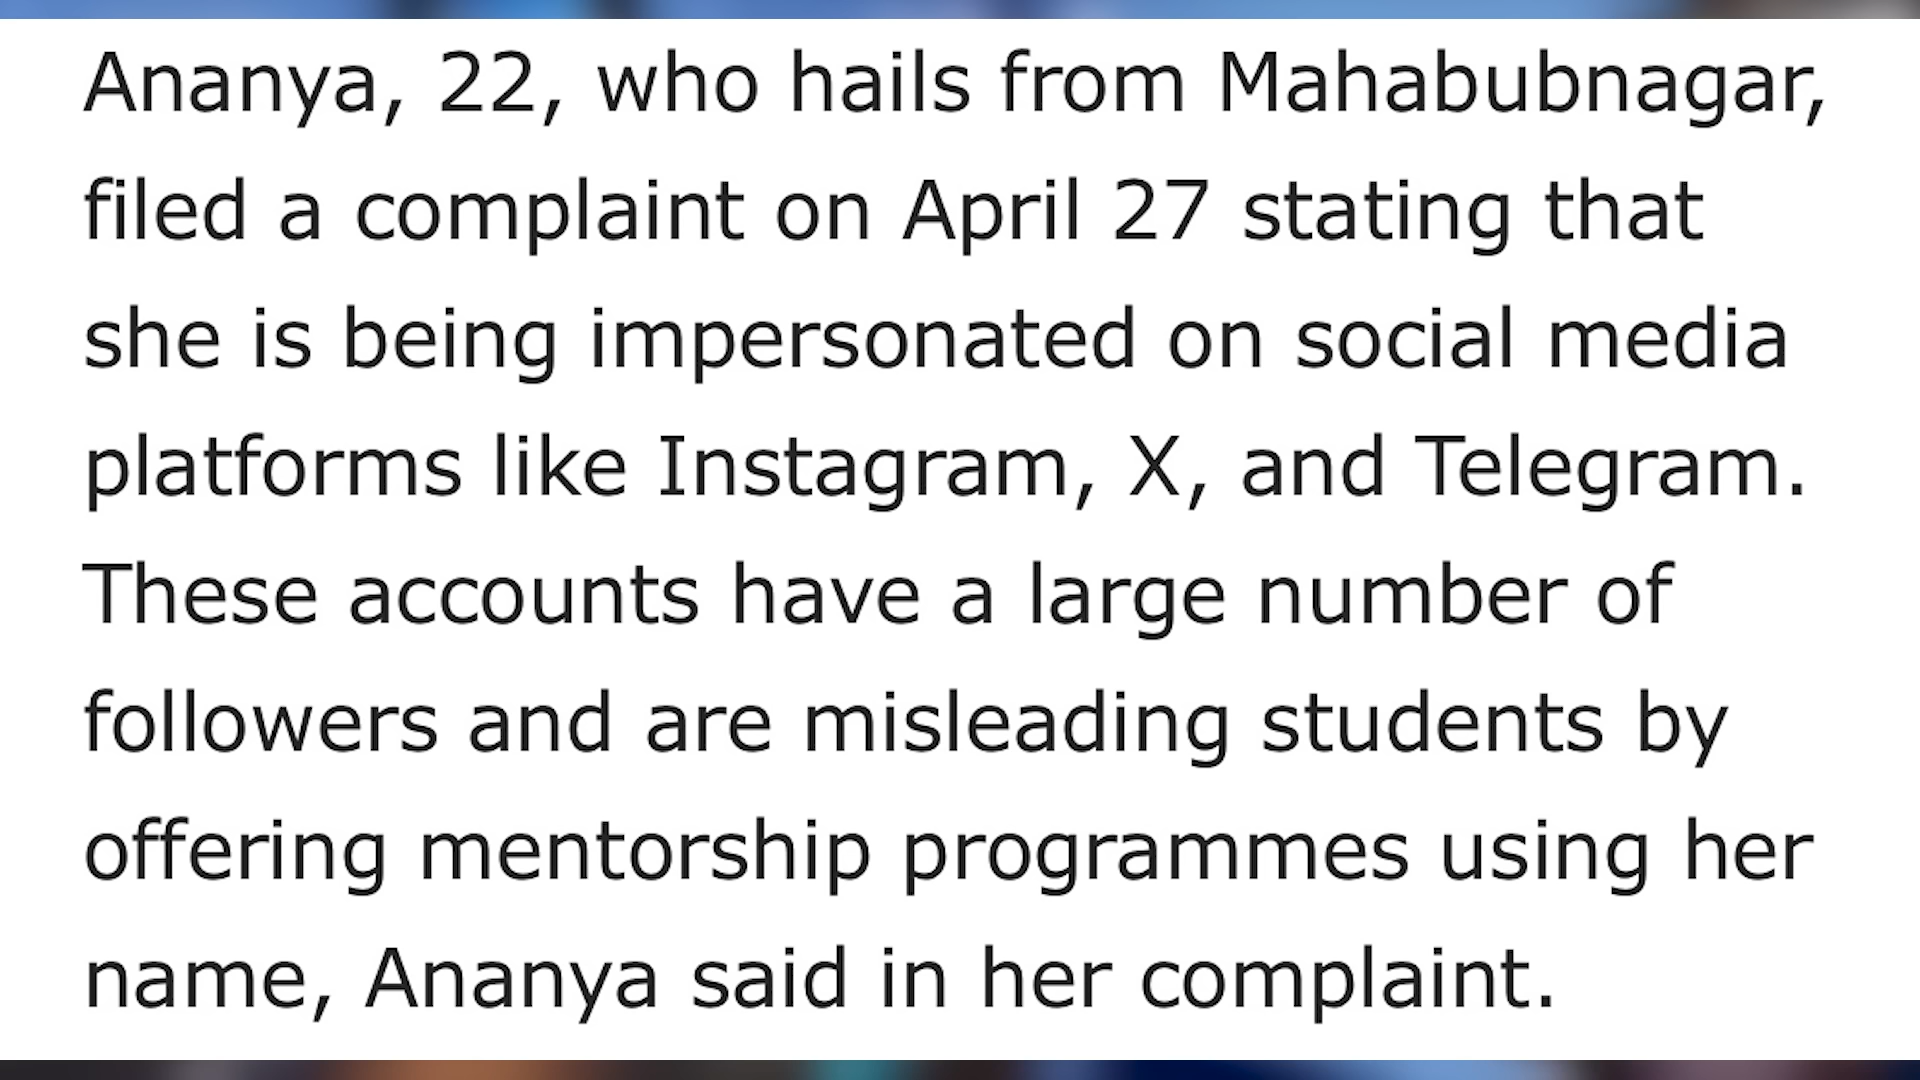 Ananya, 22, who hails from Mahabubnagar,
filed a complaint on April 27 stating that
she is being impersonated on social media
platforms like Instagram, X, and Telegram.
These accounts have a large number of
followers and are misleading students by
offering mentorship programmes using her
name, Ananya said in her complaint.